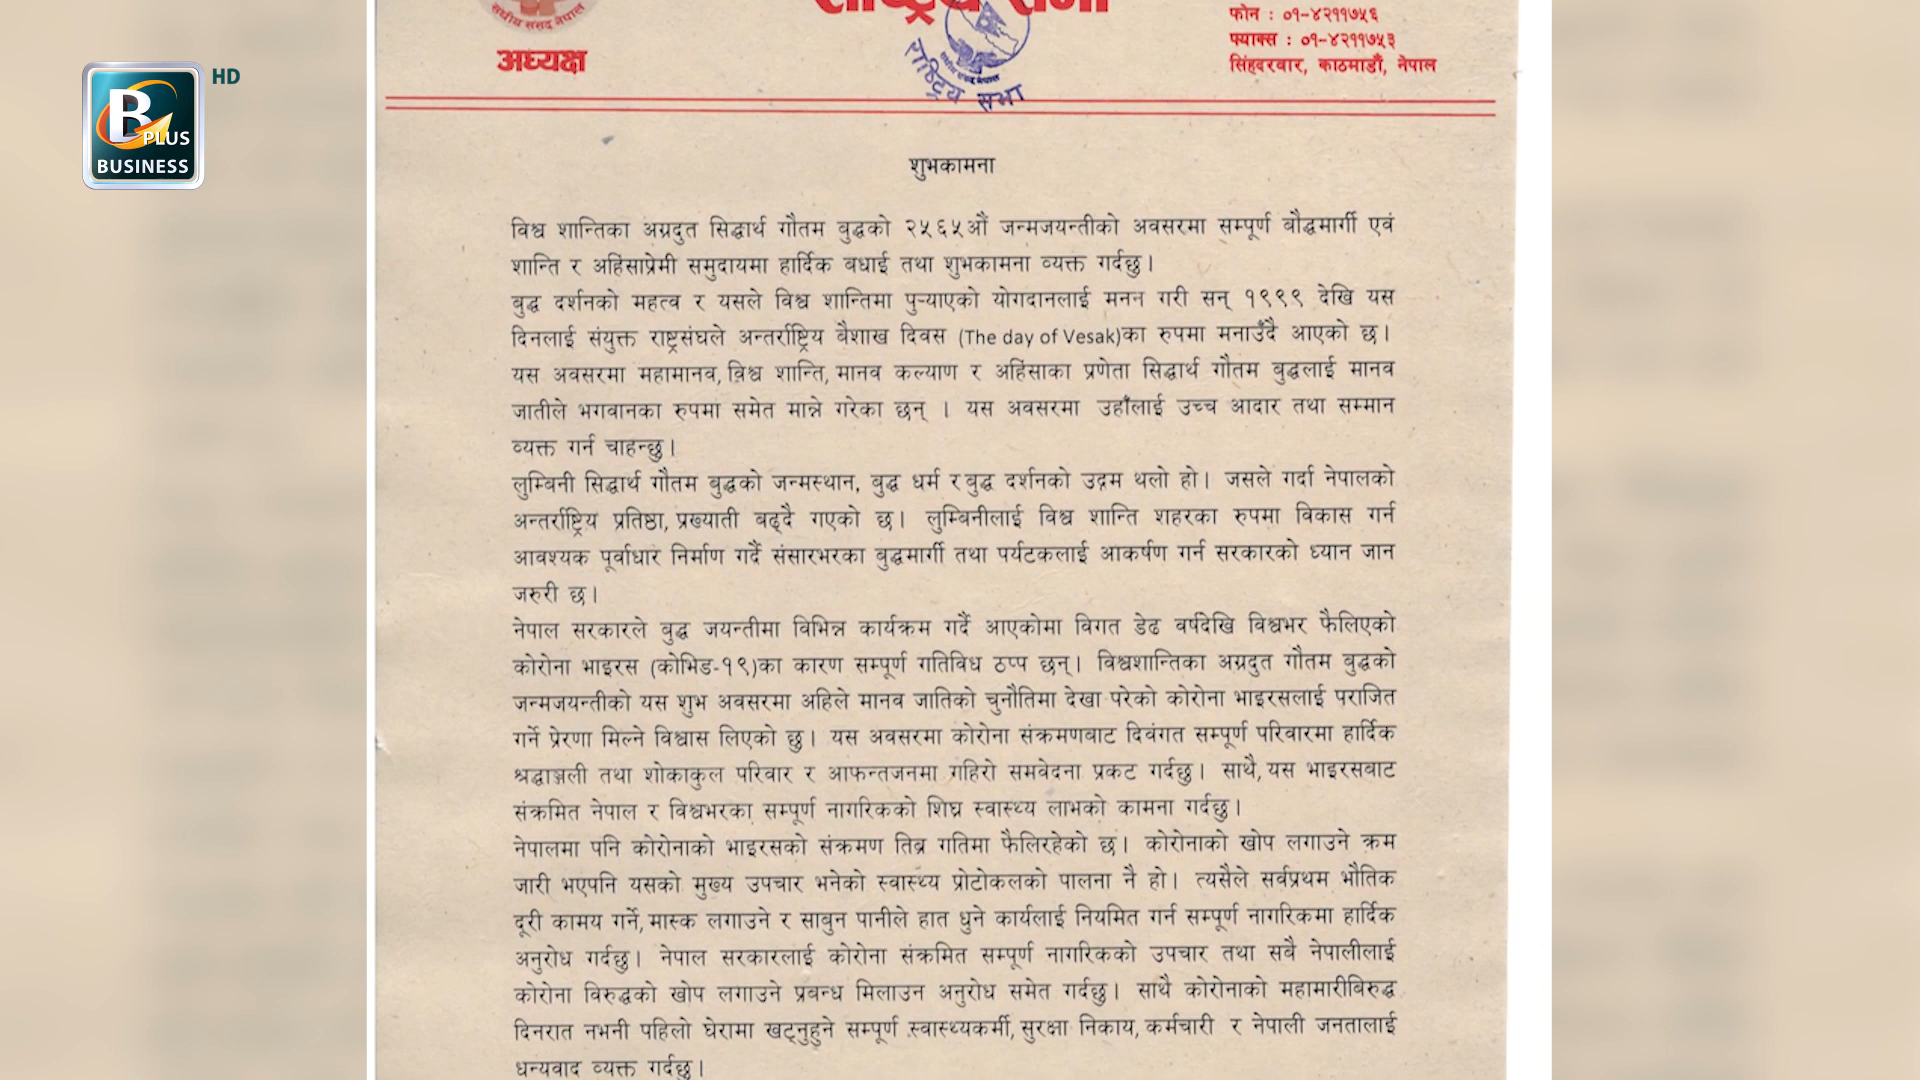 संघीय संसद नेपाल
अध्यक्ष
राष्ट्रिय सभा
राष्ट्रिय सभा
फोन : ०१-४२११७५६
फ्याक्स : ०१-४२११७५३
सिंहदरवार, काठमाडौं, नेपाल
HD
B
PLUS
BUSINESS
शुभकामना
विश्व शान्तिका अग्रदुत सिद्धार्थ गौतम बुद्धको २५६५औं जन्मजयन्तीको अवसरमा सम्पूर्ण बौद्धमार्गी एवं
शान्ति र अहिंसाप्रेमी समुदायमा हार्दिक बधाई तथा शुभकामना व्यक्त गर्दछु।
बुद्ध दर्शनको महत्व र यसले विश्व शान्तिमा पुऱ्याएको योगदानलाई मनन गरी सन् १९९९ देखि यस
दिनलाई संयुक्त राष्ट्रसंघले अन्तर्राष्ट्रिय बैशाख दिवस (The day of Vesak)का रुपमा मनाउँदै आएको छ।
यस अवसरमा महामानव, विश्व शान्ति, मानव कल्याण र अहिंसाका प्रणेता सिद्धार्थ गौतम बुद्धलाई मानव
जातीले भगवानका रुपमा समेत मान्ने गरेका छन् । यस अवसरमा उहाँलाई उच्च आदार तथा सम्मान
व्यक्त गर्न चाहन्छु।
लुम्बिनी सिद्धार्थ गौतम बुद्धको जन्मस्थान, बुद्ध धर्म र बुद्ध दर्शनको उद्गम थलो हो। जसले गर्दा नेपालको
अन्तर्राष्ट्रिय प्रतिष्ठा, प्रख्याती बढ्दै गएको छ। लुम्बिनीलाई विश्व शान्ति शहरका रुपमा विकास गर्न
आवश्यक पूर्वाधार निर्माण गर्दै संसारभरका बुद्धमार्गी तथा पर्यटकलाई आकर्षण गर्न सरकारको ध्यान जान
जरुरी छ।
नेपाल सरकारले बुद्ध जयन्तीमा विभिन्न कार्यक्रम गर्दै आएकोमा विगत डेढ वर्षदेखि विश्वभर फैलिएको
कोरोना भाइरस (कोभिड-१९)का कारण सम्पूर्ण गतिविधि ठप्प छन्। विश्वशान्तिका अग्रदुत गौतम बुद्धको
जन्मजयन्तीको यस शुभ अवसरमा अहिले मानव जातिको चुनौतिमा देखा परेको कोरोना भाइरसलाई पराजित
गर्ने प्रेरणा मिल्ने विश्वास लिएको छु। यस अवसरमा कोरोना संक्रमणबाट दिवंगत सम्पूर्ण परिवारमा हार्दिक
श्रद्धाञ्जली तथा शोकाकुल परिवार र आफन्तजनमा गहिरो समवेदना प्रकट गर्दछु। साथै, यस भाइरसबाट
संक्रमित नेपाल र विश्वभरका सम्पूर्ण नागरिकको शिघ्र स्वास्थ्य लाभको कामना गर्दछु।
नेपालमा पनि कोरोनाको भाइरसको संक्रमण तिब्र गतिमा फैलिरहेको छ। कोरोनाको खोप लगाउने क्रम
जारी भएपनि यसको मुख्य उपचार भनेको स्वास्थ्य प्रोटोकलको पालना नै हो। त्यसैले सर्वप्रथम भौतिक
दूरी कामय गर्ने, मास्क लगाउने र साबुन पानीले हात धुने कार्यलाई नियमित गर्न सम्पूर्ण नागरिकमा हार्दिक
अनुरोध गर्दछु। नेपाल सरकारलाई कोरोना संक्रमित सम्पूर्ण नागरिकको उपचार तथा सबै नेपालीलाई
कोरोना विरुद्धको खोप लगाउने प्रबन्ध मिलाउन अनुरोध समेत गर्दछु। साथै कोरोनाको महामारीबिरुद्ध
दिनरात नभनी पहिलो घेरामा खट्नुहुने सम्पूर्ण स्वास्थ्यकर्मी, सुरक्षा निकाय, कर्मचारी र नेपाली जनतालाई
धन्यवाद व्यक्त गर्दछु।